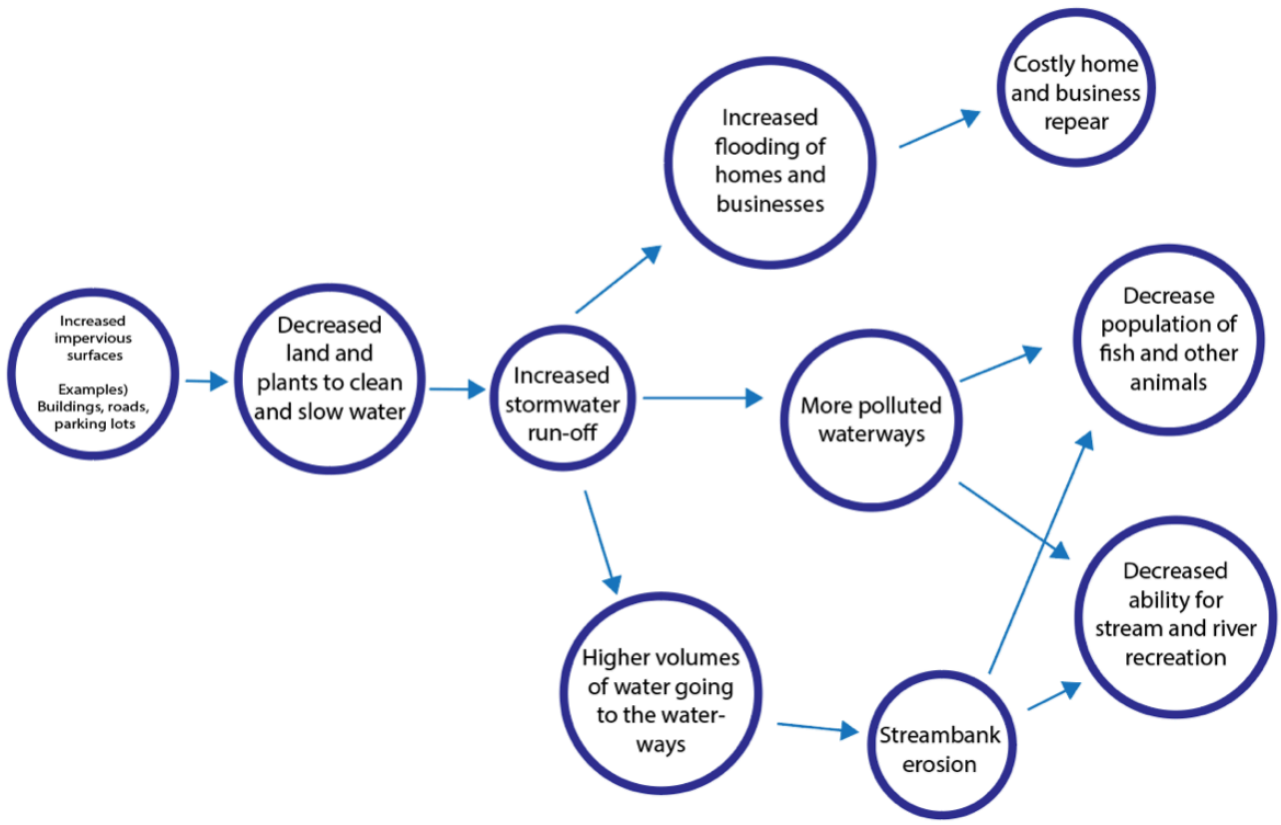 Increased
impervious
surfaces
Examples)
Buildings, roads,
parking lots
Decreased
land and
plants to clean
and slow water
Increased
stormwater
run-off
Increased
flooding of
homes and
businesses
Costly home
and business
repear
More polluted
waterways
Decrease
population of
fish and other
animals
Decreased
ability for
stream and river
recreation
Higher volumes
of water going
to the water-
ways
Streambank
erosion